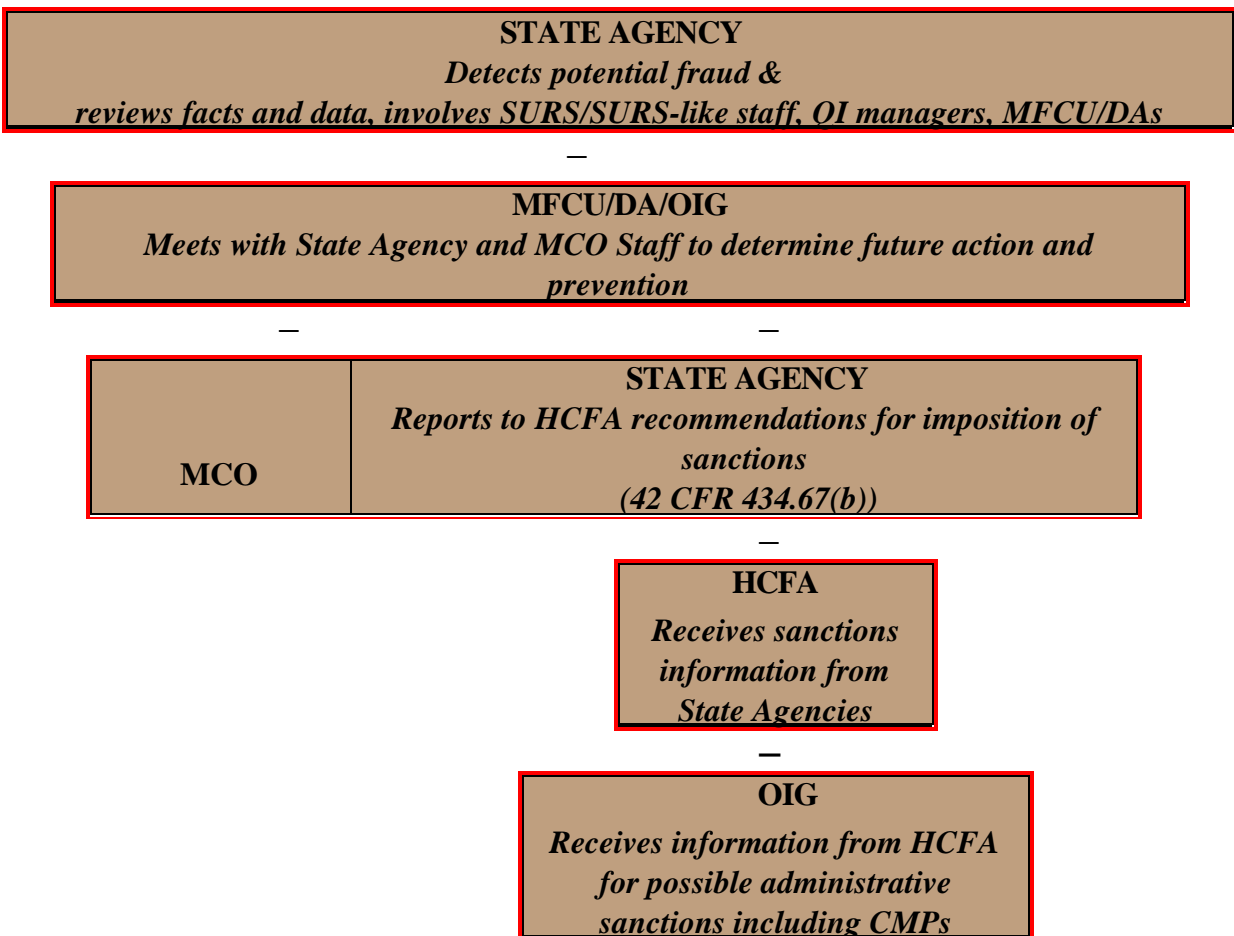 STATE AGENCY
Detects potential fraud &
reviews facts and data, involves SURS/SURS-like staff, QI managers, MFCU/DAs
–
MFCU/DA/OIG
Meets with State Agency and MCO Staff to determine future action and
prevention
– –
MCO
STATE AGENCY
Reports to HCFA recommendations for imposition of
sanctions
(42 CFR 434.67(b))
–
HCFA
Receives sanctions
information from
State Agencies
–
OIG
Receives information from HCFA
for possible administrative
sanctions including CMPs